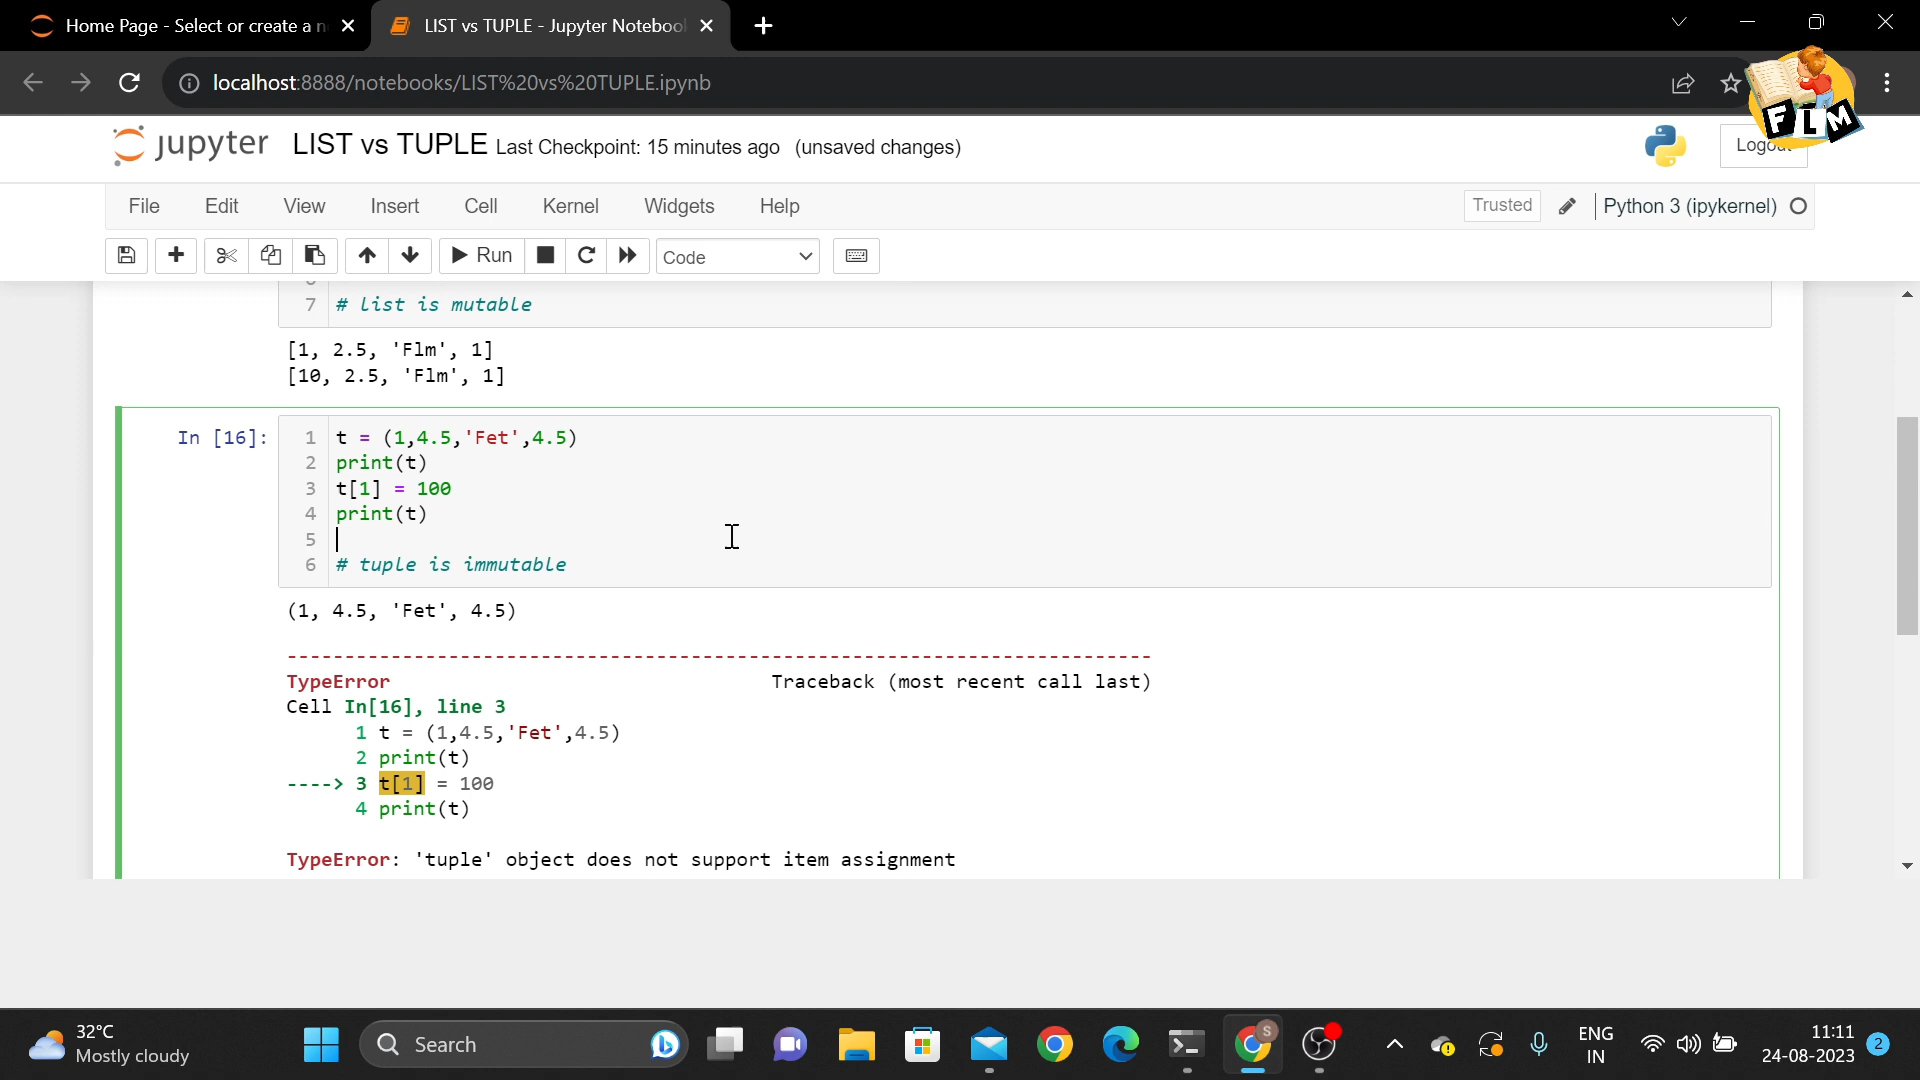 Home Page - Select or create a n
LIST vs TUPLE - Jupyter Notebook
localhost:8888/notebooks/LIST%20vs%20TUPLE.ipynb
FLM
jupyter LIST vs TUPLE Last Checkpoint: 15 minutes ago (unsaved changes)
Logout
File Edit View Insert Cell Kernel Widgets Help
Trusted Python 3 (ipykernel)
Run Code
7 # list is mutable
[1, 2.5, 'Flm', 1]
[10, 2.5, 'Flm', 1]
In [16]:
1 t = (1,4.5,'Fet',4.5)
2 print(t)
3 t[1] = 100
4 print(t)
5
6 # tuple is immutable
(1, 4.5, 'Fet', 4.5)
---------------------------------------------------------------------------
TypeError Traceback (most recent call last)
Cell In[16], line 3
1 t = (1,4.5,'Fet',4.5)
2 print(t)
----> 3 t[1] = 100
4 print(t)
TypeError: 'tuple' object does not support item assignment
32°C
Mostly cloudy
Search
S
ENG
IN
11:11
24-08-2023
2